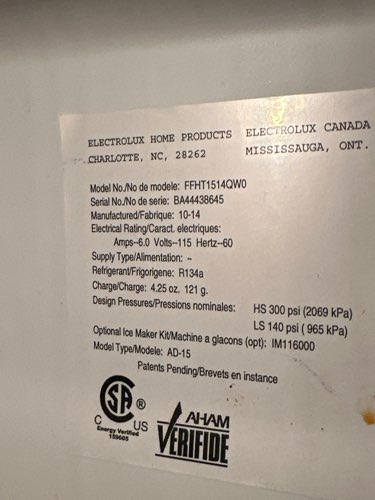 ELECTROLUX HOME PRODUCTS ELECTROLUX CANADA
CHARLOTTE, NC, 28262 MISSISSAUGA, ONT.
Model No./No de modele: FFHT1514QW0
Serial No./No de serie: BA44438645
Manufactured/Fabrique: 10-14
Electrical Rating/Caract. electriques:
Amps--6.0 Volts--115 Hertz--60
Supply Type/Alimentation: ~
Refrigerant/Frigorigene: R134a
Charge/Charge: 4.25 oz. 121 g.
Design Pressures/Pressions nominales: HS 300 psi (2069 kPa)
LS 140 psi ( 965 kPa)
Optional Ice Maker Kit/Machine a glacons (opt): IM116000
Model Type/Modele: AD-15
Patents Pending/Brevets en instance
SA ®
C US
Energy Verified
159605
AHAM
VERIFIDE